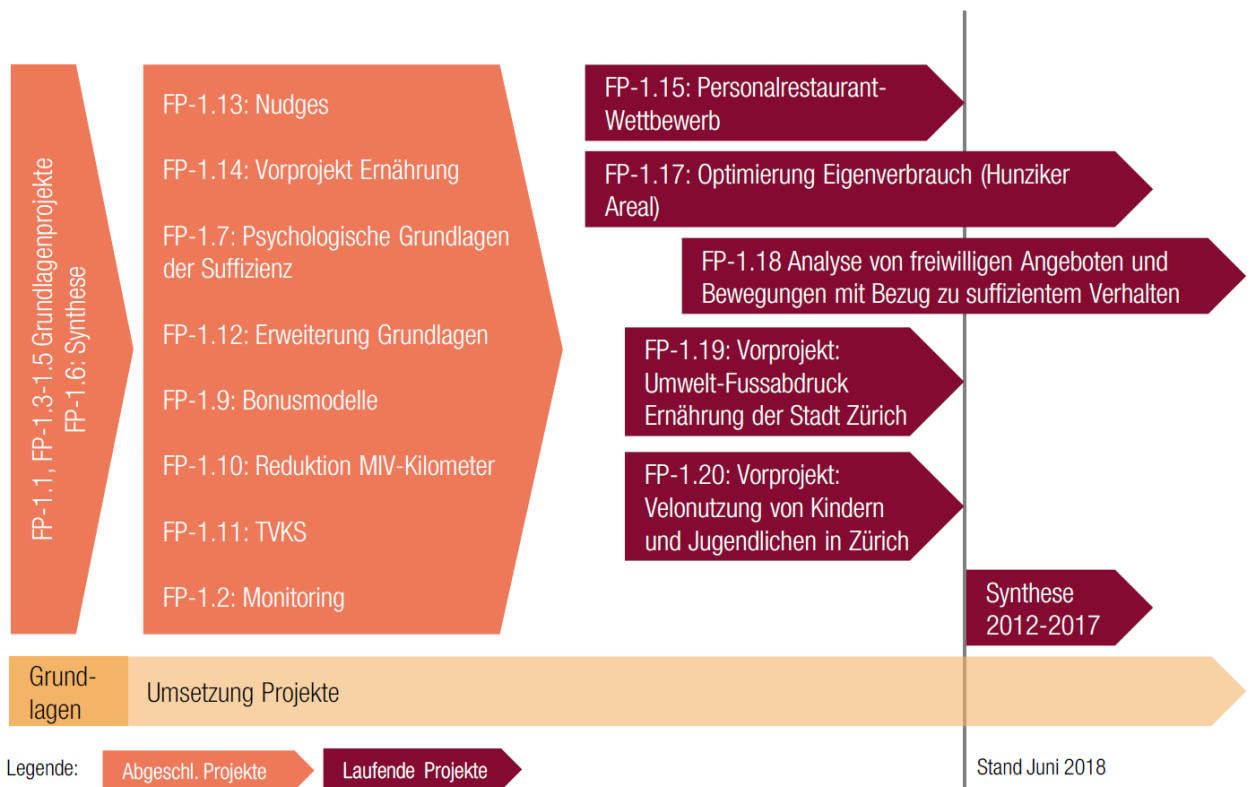 FP-1.1, FP-1.3-1.5 Grundlagenprojekte
FP-1.6: Synthese
FP-1.13: Nudges
FP-1.14: Vorprojekt Ernährung
FP-1.7: Psychologische Grundlagen
der Suffizienz
FP-1.12: Erweiterung Grundlagen
FP-1.9: Bonusmodelle
FP-1.10: Reduktion MIV-Kilometer
FP-1.11: TVKS
FP-1.2: Monitoring
FP-1.15: Personalrestaurant-
Wettbewerb
FP-1.17: Optimierung Eigenverbrauch (Hunziker
Areal)
FP-1.18 Analyse von freiwilligen Angeboten und
Bewegungen mit Bezug zu suffizientem Verhalten
FP-1.19: Vorprojekt:
Umwelt-Fussabdruck
Ernährung der Stadt Zürich
FP-1.20: Vorprojekt:
Velonutzung von Kindern
und Jugendlichen in Zürich
Synthese
2012-2017
Grund-
lagen
Umsetzung Projekte
Legende:
Abgeschl. Projekte
Laufende Projekte
Stand Juni 2018